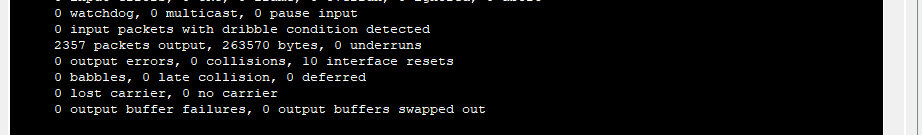 0 watchdog, 0 multicast, 0 pause input
0 input packets with dribble condition detected
2357 packets output, 263570 bytes, 0 underruns
0 output errors, 0 collisions, 10 interface resets
0 babbles, 0 late collision, 0 deferred
0 lost carrier, 0 no carrier
0 output buffer failures, 0 output buffers swapped out